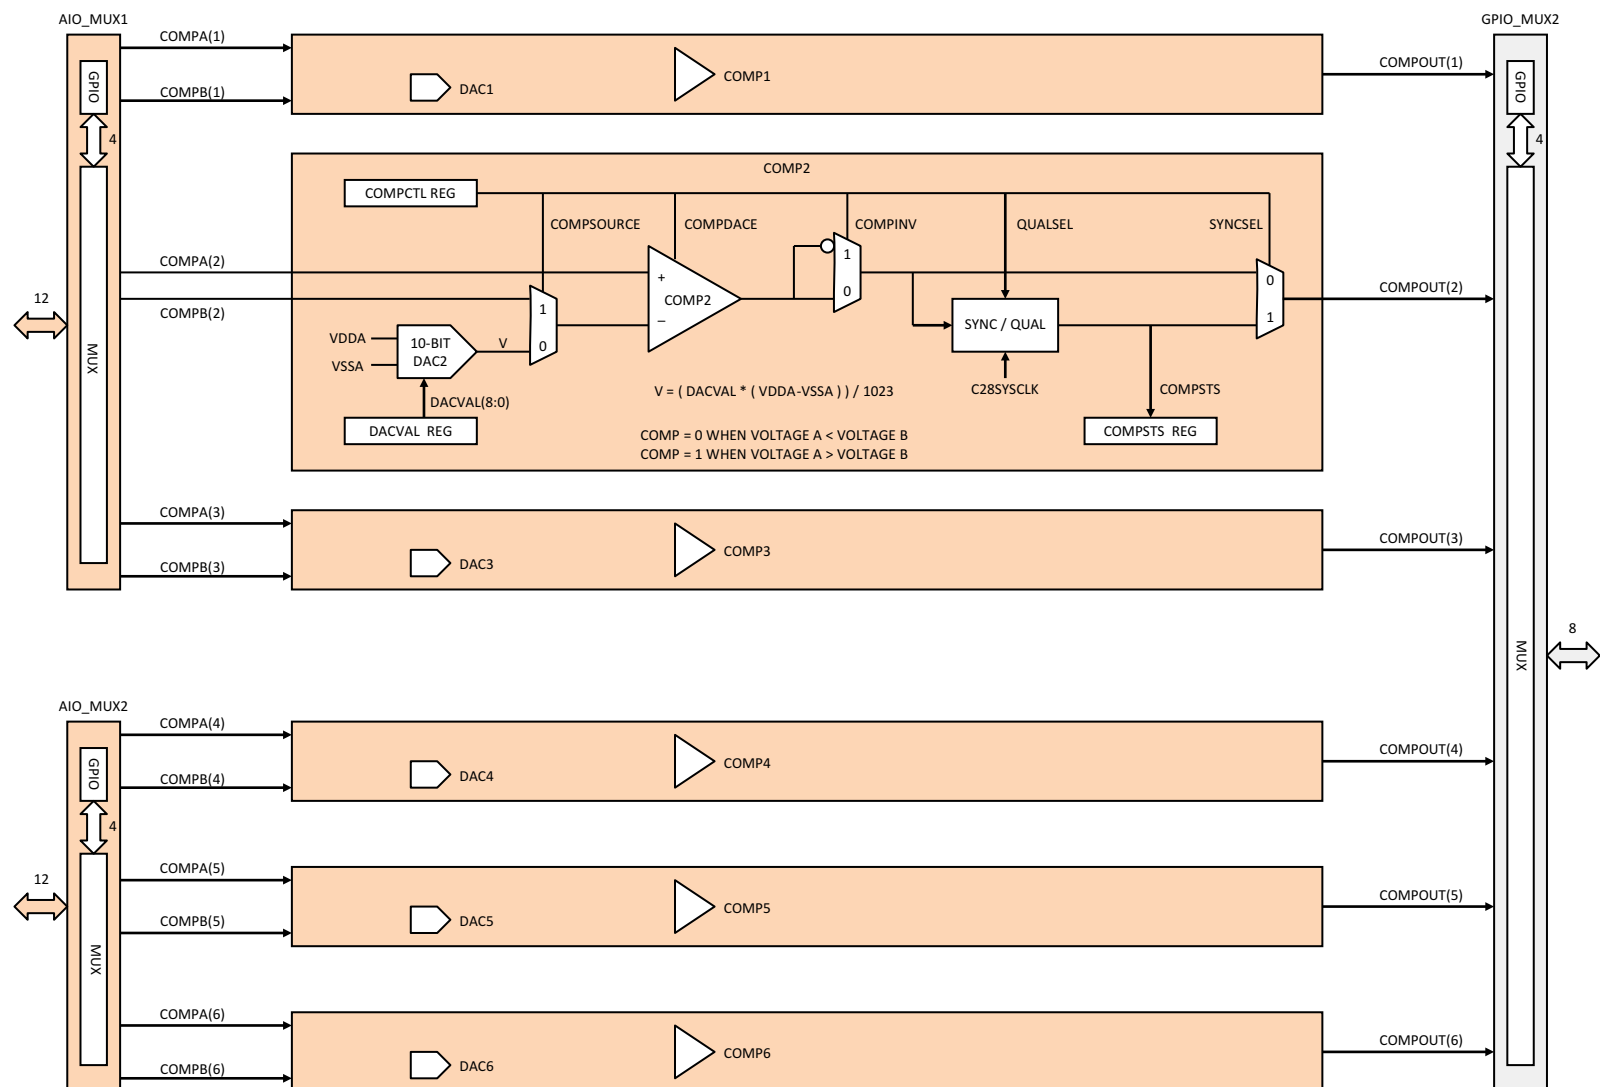 AIO_MUX1
GPIO_MUX2
COMPA(1)
COMPB(1)
GPIO
4
DAC1
COMP1
COMPOUT(1)
GPIO
4
COMP2
COMPCTL REG
COMPSOURCE
COMPDACE
COMPINV
QUALSEL
SYNCSEL
COMPA(2)
COMPB(2)
12
MUX
1
0
+
COMP2
–
1
0
SYNC / QUAL
0
1
COMPOUT(2)
VDDA
VSSA
10-BIT
DAC2
V
DACVAL(8:0)
DACVAL REG
V = ( DACVAL * ( VDDA-VSSA ) ) / 1023
C28SYSCLK
COMPSTS
COMPSTS REG
COMP = 0 WHEN VOLTAGE A < VOLTAGE B
COMP = 1 WHEN VOLTAGE A > VOLTAGE B
COMPA(3)
COMPB(3)
DAC3
COMP3
COMPOUT(3)
MUX
8
AIO_MUX2
COMPA(4)
COMPB(4)
GPIO
4
DAC4
COMP4
COMPOUT(4)
12
MUX
COMPA(5)
COMPB(5)
DAC5
COMP5
COMPOUT(5)
COMPA(6)
COMPB(6)
DAC6
COMP6
COMPOUT(6)